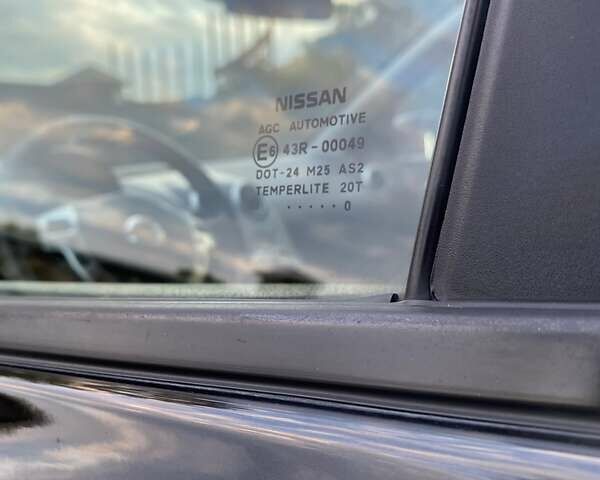 NISSAN
AGC AUTOMOTIVE
E6 43R-00049
DOT-24 M25 AS2
TEMPERLITE 20T
.....0